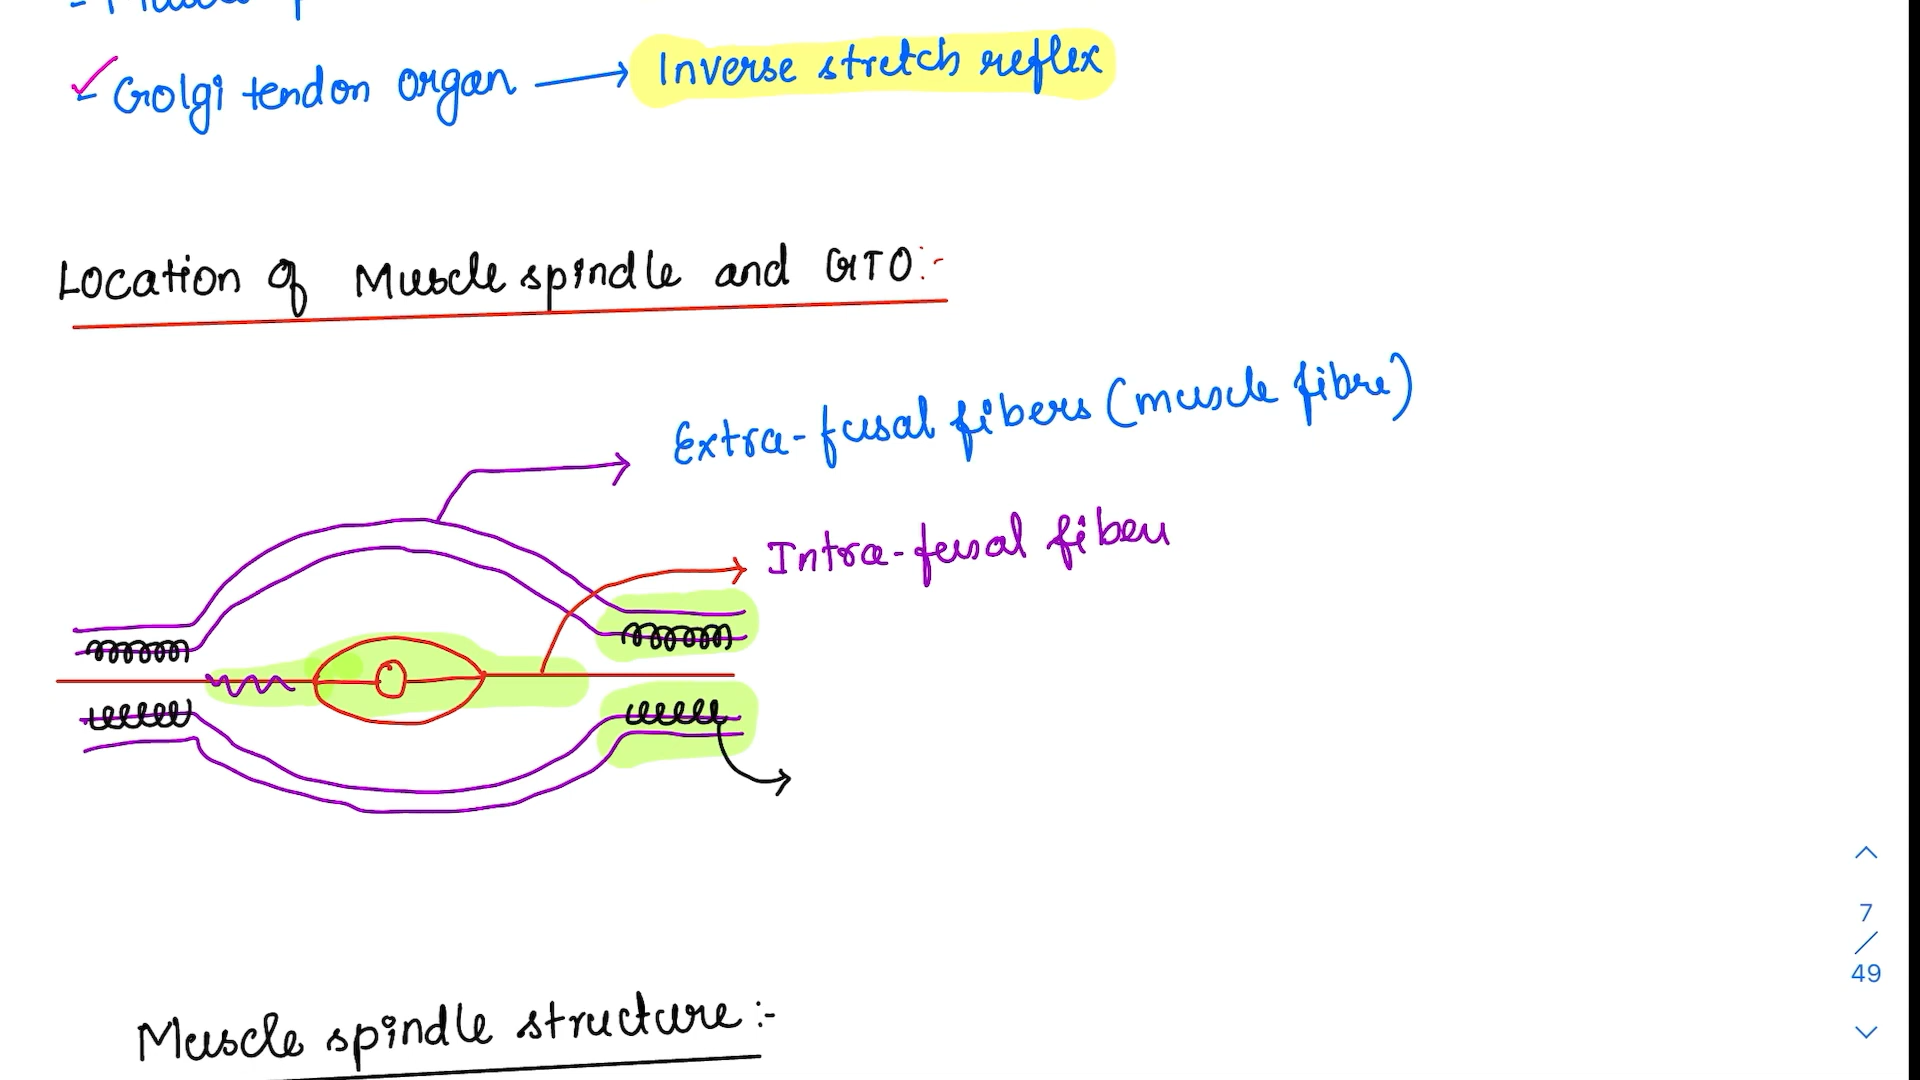 - Golgi tendon organ → Inverse stretch reflex
Location of Muscle spindle and GTO:-
Extra-fusal fibers (muscle fibre)
Intra-fusal fiber
7
/
49
Muscle spindle structure:-